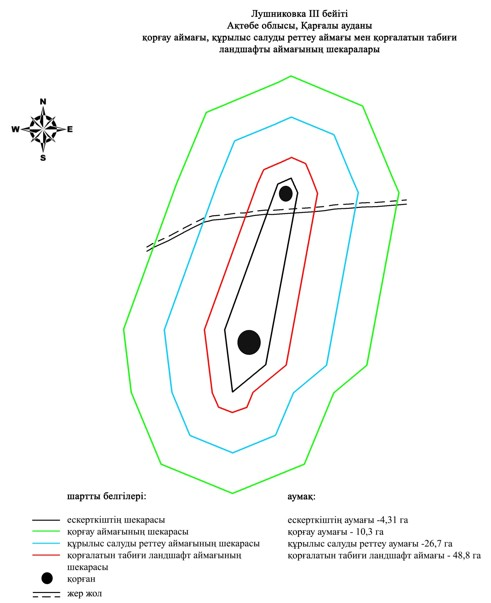 Лушниковка III бейіті
Ақтөбе облысы, Қарғалы ауданы
қорғау аймағы, құрылыс салуды реттеу аймағы мен қорғалатын табиғи
ландшафты аймағының шекаралары
N
W E
S
шартты белгілері: аумақ:
ескерткіштің шекарасы ескерткіштің аумағы -4,31 га
қорғау аймағының шекарасы қорғау аймағы - 10,3 га
құрылыс салуды реттеу аймағының шекарасы құрылыс салуды реттеу аумағы -26,7 га
қорғалатын табиғи ландшафт аймағының қорғалатын табиғи ландшафт аймағы - 48,8 га
шекарасы
қорған
жер жол